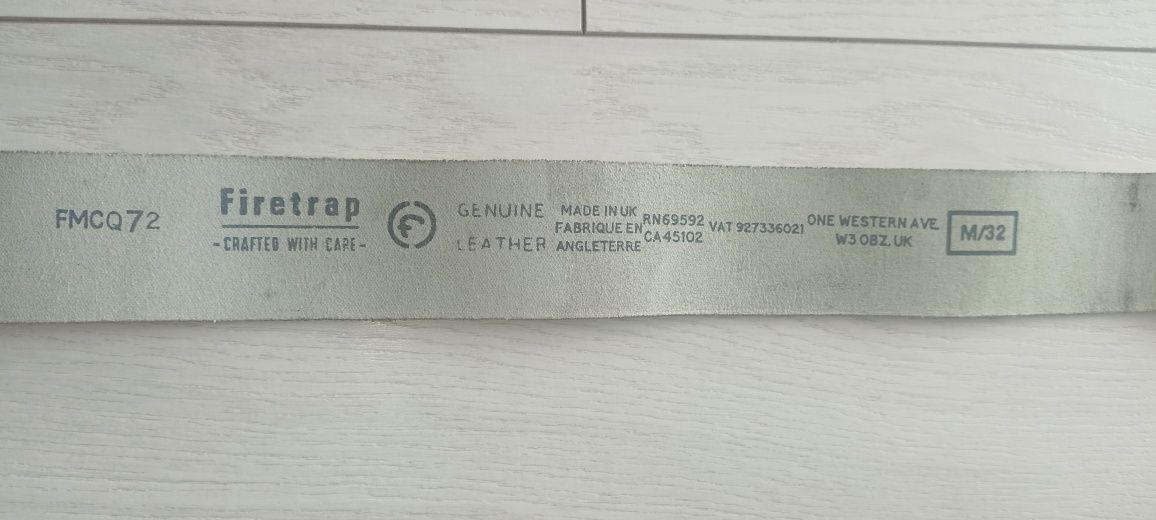 FMCQ72
Firetrap
-CRAFTED WITH CARE-
GENUINE
LEATHER
MADE IN UK
FABRIQUE EN
ANGLETERRE
RN69592
CA45102
VAT 927336021
ONE WESTERN AVE
W3 0BZ. UK
M/32